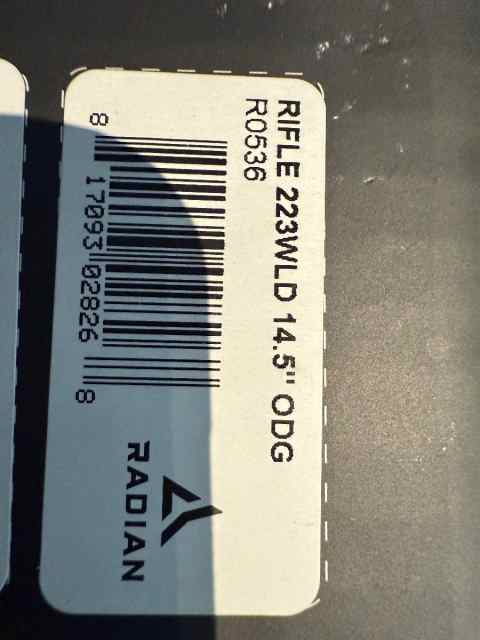 RIFLE 223WLD 14.5" ODG
R0536
8 17093 02826 8
RADIAN